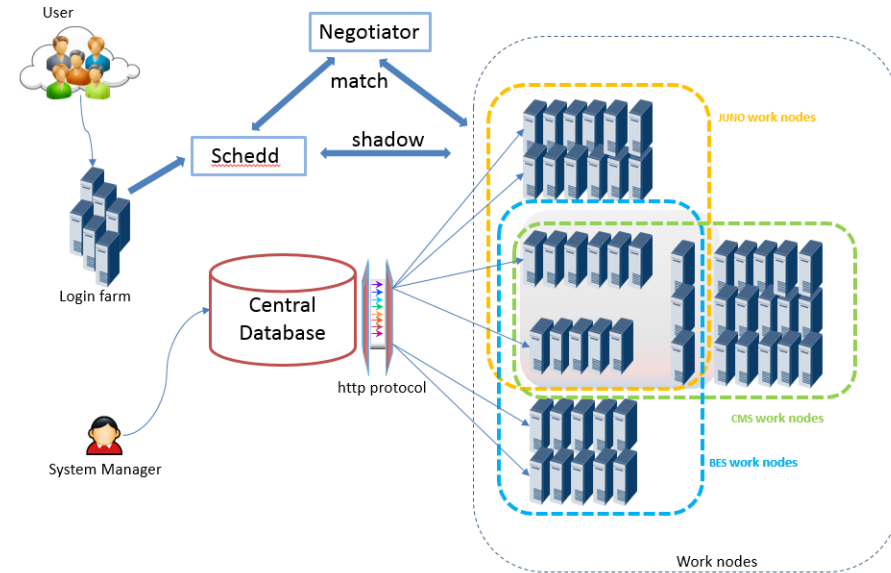 User
Negotiator
match
JUNO work nodes
Schedd
shadow
Login farm
Central
Database
http protocol
CMS work nodes
System Manager
BES work nodes
Work nodes